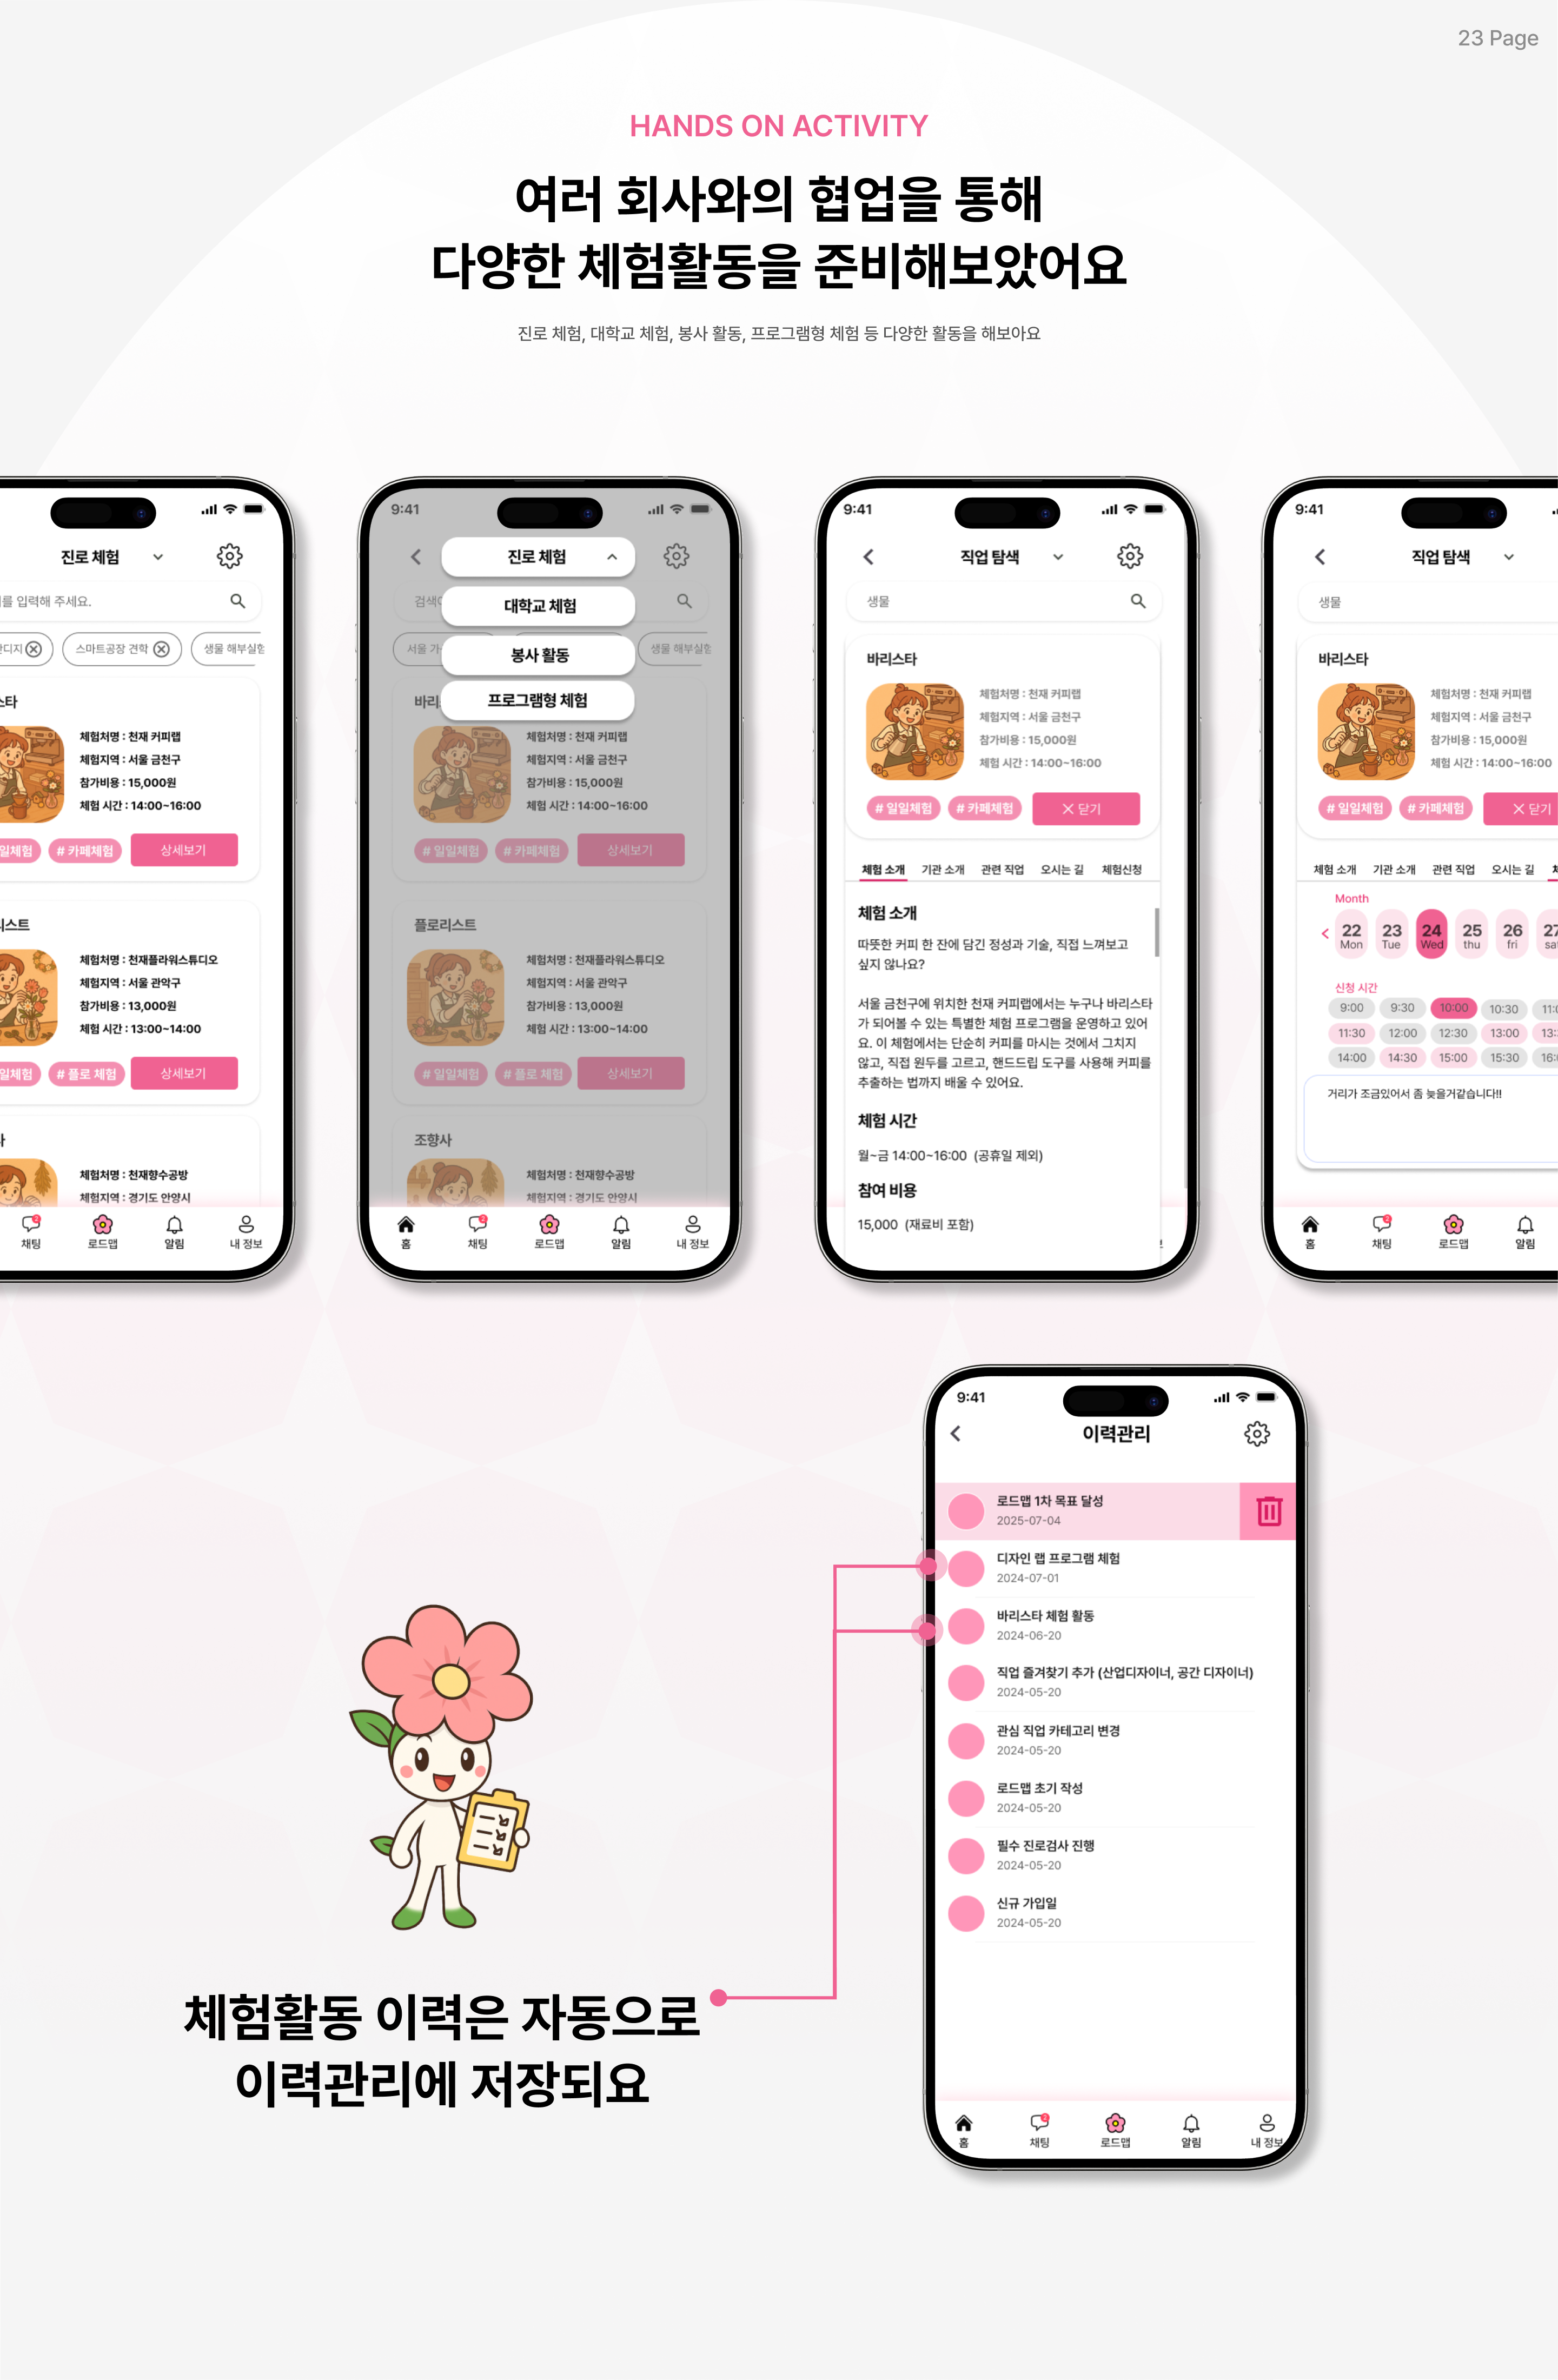 23 Page
HANDS ON ACTIVITY
여러 회사와의 협업을 통해
다양한 체험활동을 준비해보았어요
진로 체험, 대학교 체험, 봉사 활동, 프로그램형 체험 등 다양한 활동을 해보아요
진로 체험
를 입력해 주세요.
스마트공장 견학
생물 해부실험
스타
체험처명 : 천재 커피랩
체험지역 : 서울 금천구
참가비용 : 15,000원
체험 시간 : 14:00~16:00
일체험 # 카페체험 상세보기
리스트
체험처명 : 천재플라워스튜디오
체험지역 : 서울 관악구
참가비용 : 13,000원
체험 시간 : 13:00~14:00
일체험 # 플로 체험 상세보기
사
체험처명 : 천재향수공방
체험지역 : 경기도 안양시
채팅 로드맵 알림 내 정보
9:41
진로 체험
대학교 체험
검색
봉사 활동
서울 가
생물 해부실험
프로그램형 체험
바리
체험처명 : 천재 커피랩
체험지역 : 서울 금천구
참가비용 : 15,000원
체험 시간 : 14:00~16:00
# 일일체험 # 카페체험 상세보기
플로리스트
체험처명 : 천재플라워스튜디오
체험지역 : 서울 관악구
참가비용 : 13,000원
체험 시간 : 13:00~14:00
# 일일체험 # 플로 체험 상세보기
조향사
체험처명 : 천재향수공방
체험지역 : 경기도 안양시
홈 채팅 로드맵 알림 내 정보
9:41
직업 탐색
생물
바리스타
체험처명 : 천재 커피랩
체험지역 : 서울 금천구
참가비용 : 15,000원
체험 시간 : 14:00~16:00
# 일일체험 # 카페체험 닫기
체험 소개 기관 소개 관련 직업 오시는 길 체험신청
체험 소개
따뜻한 커피 한 잔에 담긴 정성과 기술, 직접 느껴보고
싶지 않나요?
서울 금천구에 위치한 천재 커피랩에서는 누구나 바리스타
가 되어볼 수 있는 특별한 체험 프로그램을 운영하고 있어
요. 이 체험에서는 단순히 커피를 마시는 것에서 그치지
않고, 직접 원두를 고르고, 핸드드립 도구를 사용해 커피를
추출하는 법까지 배울 수 있어요.
체험 시간
월~금 14:00~16:00 (공휴일 제외)
참여 비용
15,000 (재료비 포함)
9:41
직업 탐색
생물
바리스타
체험처명 : 천재 커피랩
체험지역 : 서울 금천구
참가비용 : 15,000원
체험 시간 : 14:00~16:00
# 일일체험 # 카페체험 닫기
체험 소개 기관 소개 관련 직업 오시는 길
Month
22 23 24 25 26 27
Mon Tue Wed thu fri sat
신청 시간
9:00 9:30 10:00 10:30 11:
11:30 12:00 12:30 13:00 13:
14:00 14:30 15:00 15:30 16:
거리가 조금있어서 좀 늦을거같습니다!!
홈 채팅 로드맵 알림
9:41
이력관리
로드맵 1차 목표 달성
2025-07-04
디자인 랩 프로그램 체험
2024-07-01
바리스타 체험 활동
2024-06-20
직업 즐겨찾기 추가 (산업디자이너, 공간 디자이너)
2024-05-20
관심 직업 카테고리 변경
2024-05-20
로드맵 초기 작성
2024-05-20
필수 진로검사 진행
2024-05-20
신규 가입일
2024-05-20
홈 채팅 로드맵 알림 내 정보
체험활동 이력은 자동으로
이력관리에 저장되요